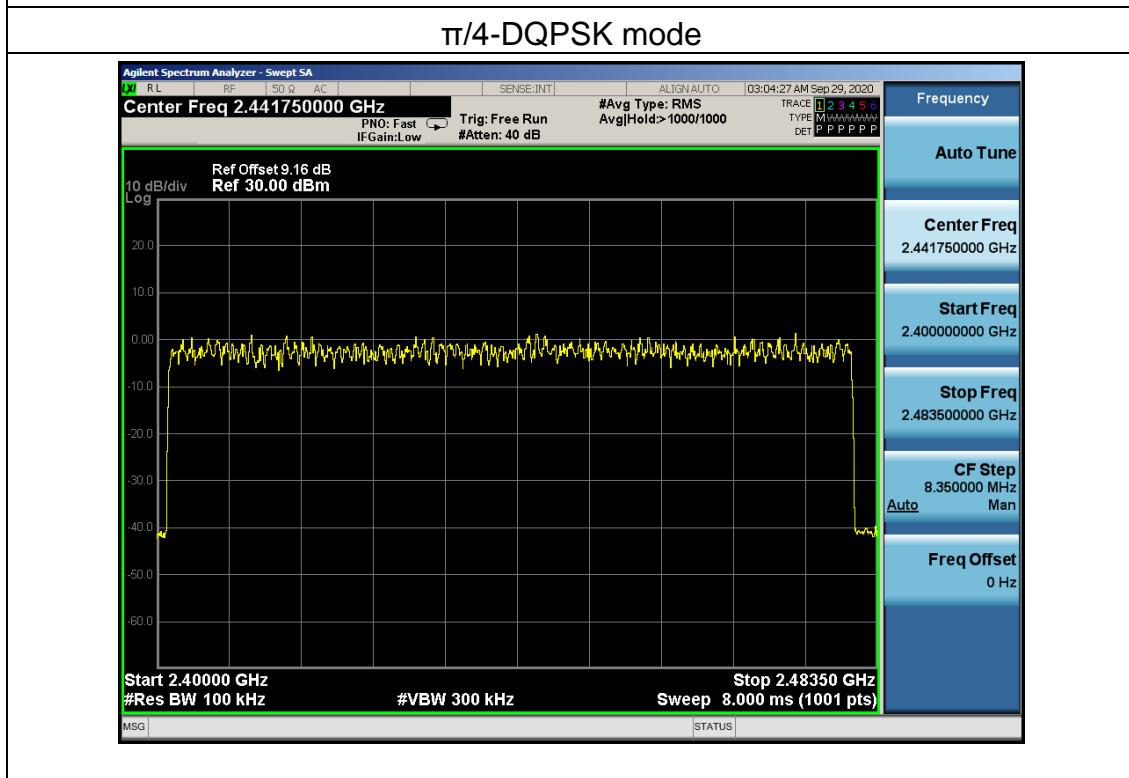 π/4-DQPSK mode
Agilent Spectrum Analyzer - Swept SA
LXI RL RF 50 Ω AC SENSE:INT ALIGN AUTO 03:04:27 AM Sep 29, 2020
Center Freq 2.441750000 GHz
PNO: Fast
IFGain:Low
Trig: Free Run
#Atten: 40 dB
#Avg Type: RMS
Avg|Hold:>1000/1000
TRACE 1 2 3 4 5 6
TYPE M
DET P P P P P P
Ref Offset 9.16 dB
10 dB/div Ref 30.00 dBm
Log
20.0
10.0
0.00
-10.0
-20.0
-30.0
-40.0
-50.0
-60.0
Start 2.40000 GHz Stop 2.48350 GHz
#Res BW 100 kHz #VBW 300 kHz Sweep 8.000 ms (1001 pts)
MSG STATUS
Frequency
Auto Tune
Center Freq
2.441750000 GHz
Start Freq
2.400000000 GHz
Stop Freq
2.483500000 GHz
CF Step
8.350000 MHz
Auto Man
Freq Offset
0 Hz